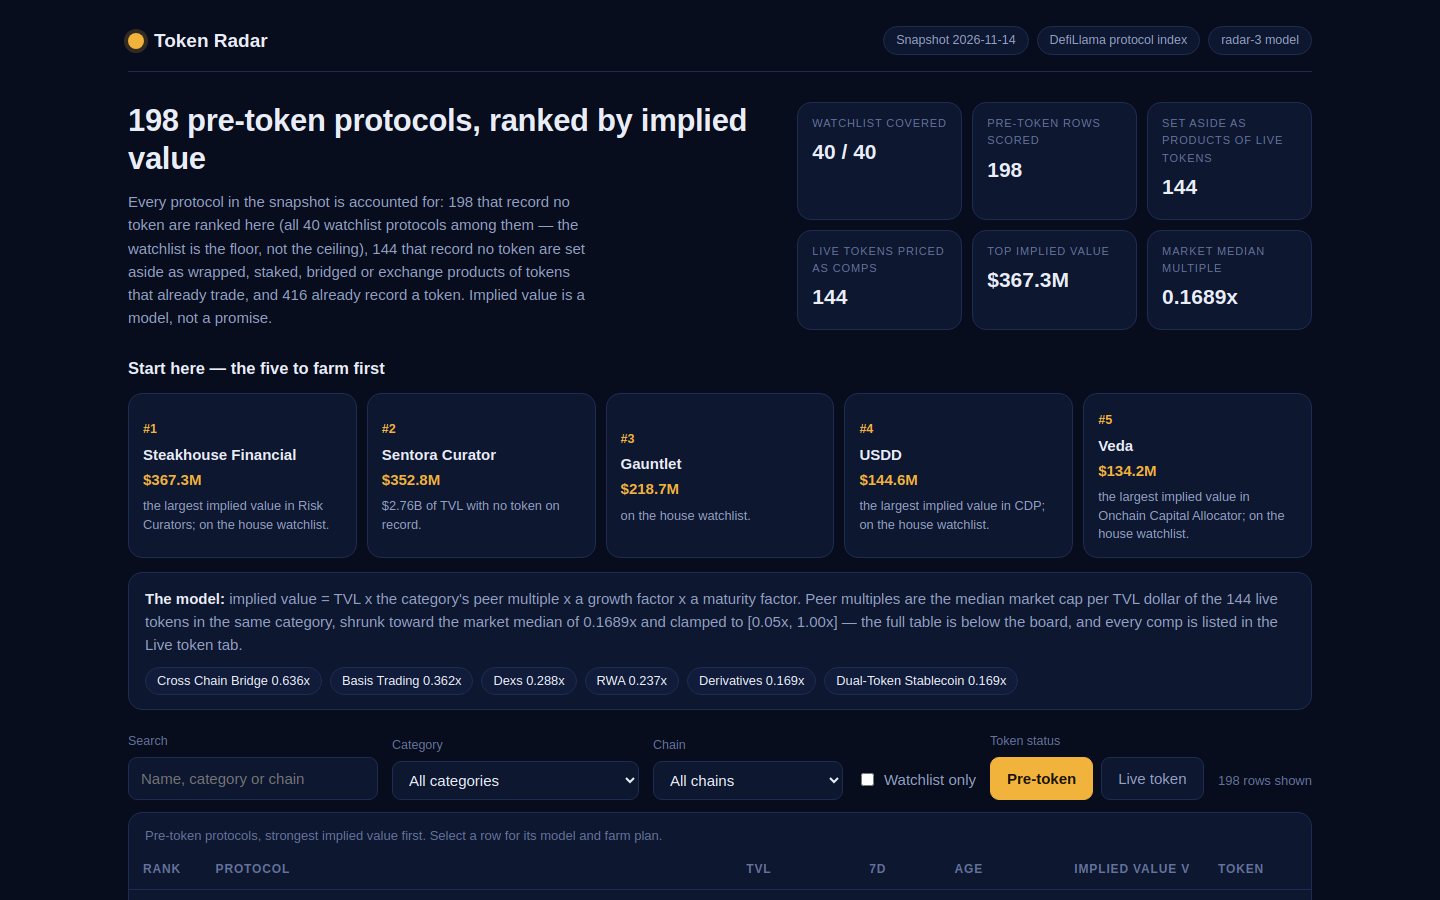 Token Radar
Snapshot 2026-11-14
DefiLlama protocol index
radar-3 model
198 pre-token protocols, ranked by implied
value
Every protocol in the snapshot is accounted for: 198 that record no
token are ranked here (all 40 watchlist protocols among them — the
watchlist is the floor, not the ceiling), 144 that record no token are set
aside as wrapped, staked, bridged or exchange products of tokens
that already trade, and 416 already record a token. Implied value is a
model, not a promise.
WATCHLIST COVERED
40 / 40
PRE-TOKEN ROWS
SCORED
198
SET ASIDE AS
PRODUCTS OF LIVE
TOKENS
144
LIVE TOKENS PRICED
AS COMPS
144
TOP IMPLIED VALUE
$367.3M
MARKET MEDIAN
MULTIPLE
0.1689x
Start here — the five to farm first
#1
Steakhouse Financial
$367.3M
the largest implied value in Risk
Curators; on the house watchlist.
#2
Sentora Curator
$352.8M
$2.76B of TVL with no token on
record.
#3
Gauntlet
$218.7M
on the house watchlist.
#4
USDD
$144.6M
the largest implied value in CDP;
on the house watchlist.
#5
Veda
$134.2M
the largest implied value in
Onchain Capital Allocator; on the
house watchlist.
The model: implied value = TVL x the category's peer multiple x a growth factor x a maturity factor. Peer multiples are the median market cap per TVL dollar of the 144 live
tokens in the same category, shrunk toward the market median of 0.1689x and clamped to [0.05x, 1.00x] — the full table is below the board, and every comp is listed in the
Live token tab.
Cross Chain Bridge 0.636x
Basis Trading 0.362x
Dexs 0.288x
RWA 0.237x
Derivatives 0.169x
Dual-Token Stablecoin 0.169x
Search
Name, category or chain
Category
All categories
Chain
All chains
Watchlist only
Token status
Pre-token
Live token
198 rows shown
Pre-token protocols, strongest implied value first. Select a row for its model and farm plan.
RANK PROTOCOL TVL 7D AGE IMPLIED VALUE V TOKEN